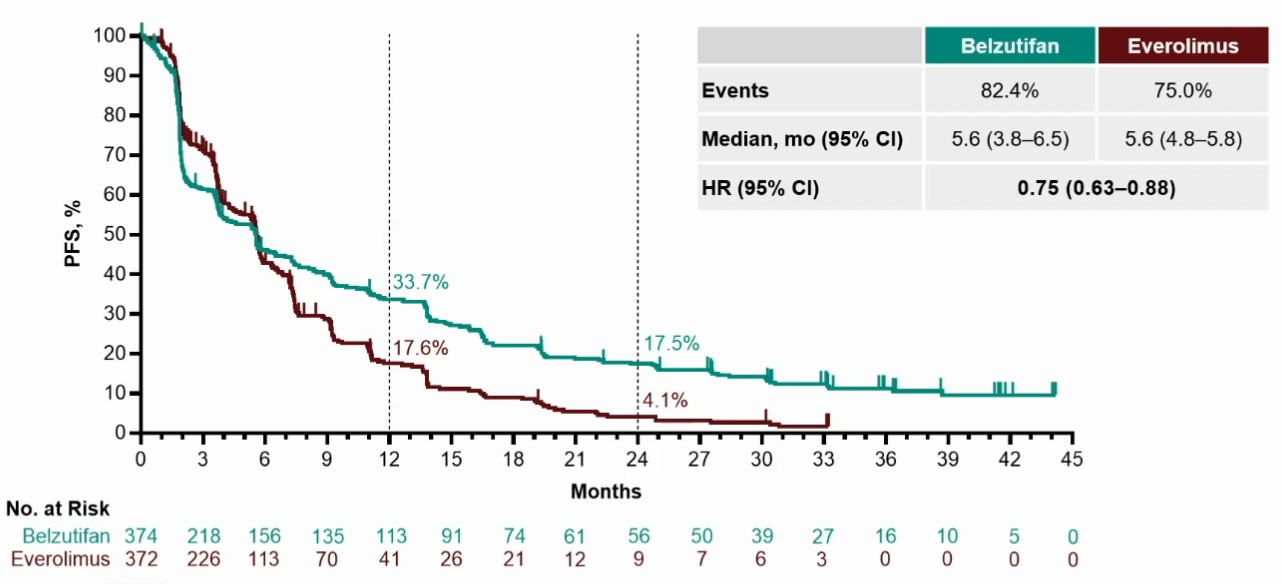 Belzutifan Everolimus
Events 82.4% 75.0%
Median, mo (95% CI) 5.6 (3.8–6.5) 5.6 (4.8–5.8)
HR (95% CI) 0.75 (0.63–0.88)
PFS, %
100
90
80
70
60
50
40
30
20
10
0
33.7%
17.6%
17.5%
4.1%
0 3 6 9 12 15 18 21 24 27 30 33 36 39 42 45
Months
No. at Risk
Belzutifan 374 218 156 135 113 91 74 61 56 50 39 27 16 10 5 0
Everolimus 372 226 113 70 41 26 21 12 9 7 6 3 0 0 0 0